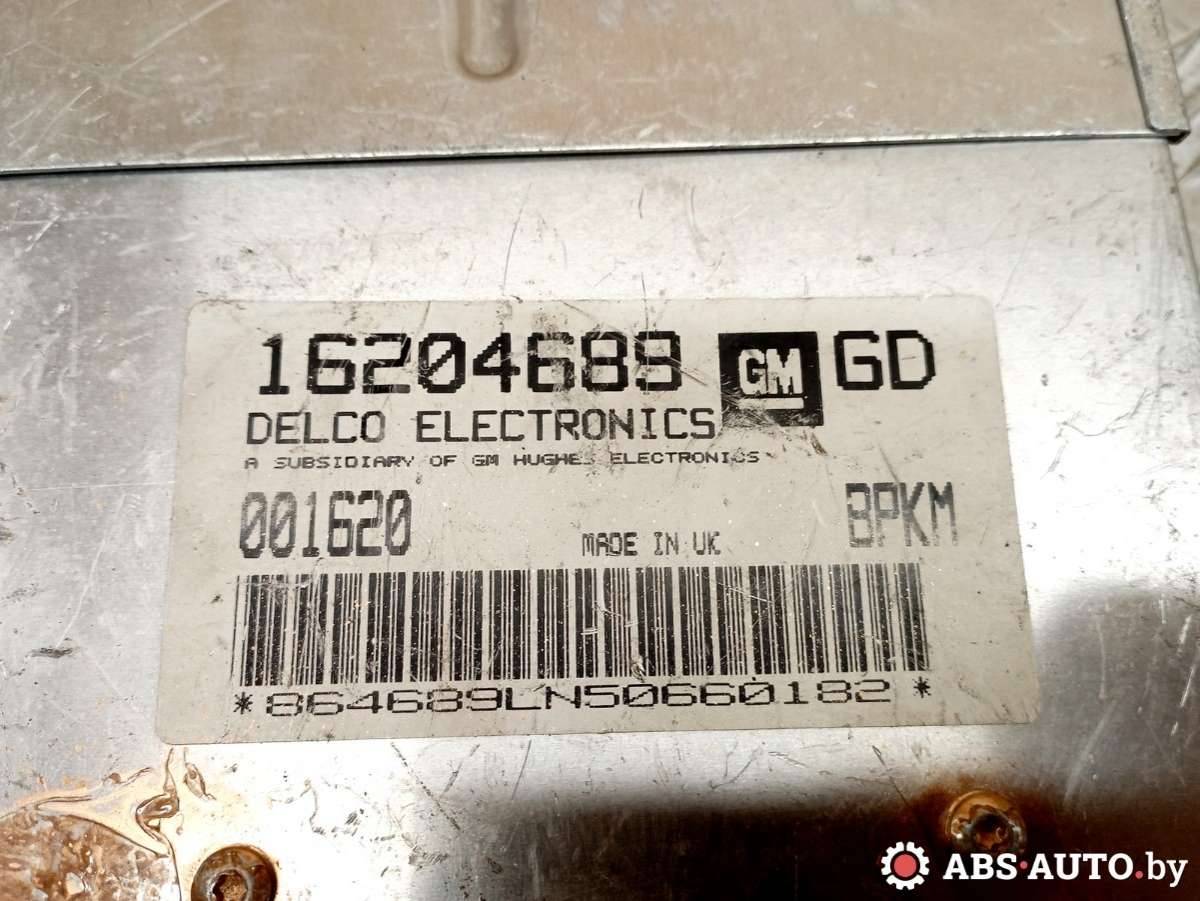 16204689 GM GD
DELCO ELECTRONICS
A SUBSIDIARY OF GM HUGHES ELECTRONICS
001620 MADE IN UK BPKM
*864689LN50660182*
ABS·AUTO.by